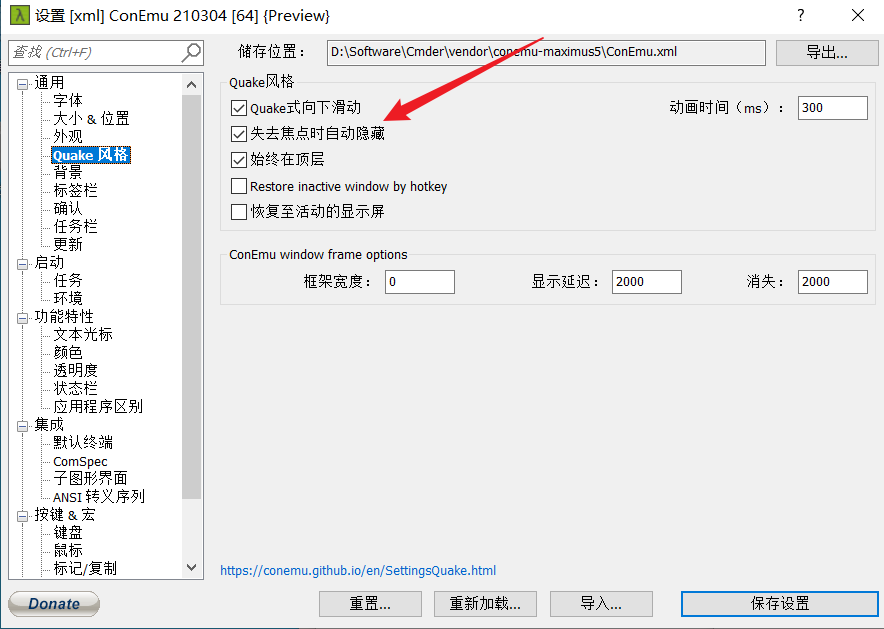 设置 [xml] ConEmu 210304 [64] {Preview}
?
查找 (Ctrl+F)
储存位置：
D:\Software\Cmder\vendor\conemu-maximus5\ConEmu.xml
导出...
通用
字体
大小 & 位置
外观
Quake 风格
背景
标签栏
确认
任务栏
更新
启动
任务
环境
功能特性
文本光标
颜色
透明度
状态栏
应用程序区别
集成
默认终端
ComSpec
子图形界面
ANSI 转义序列
按键 & 宏
键盘
鼠标
标记/复制
Quake风格
Quake式向下滑动
动画时间（ms）：
300
失去焦点时自动隐藏
始终在顶层
Restore inactive window by hotkey
恢复至活动的显示屏
ConEmu window frame options
框架宽度：
0
显示延迟：
2000
消失：
2000
https://conemu.github.io/en/SettingsQuake.html
Donate
重置...
重新加载...
导入...
保存设置